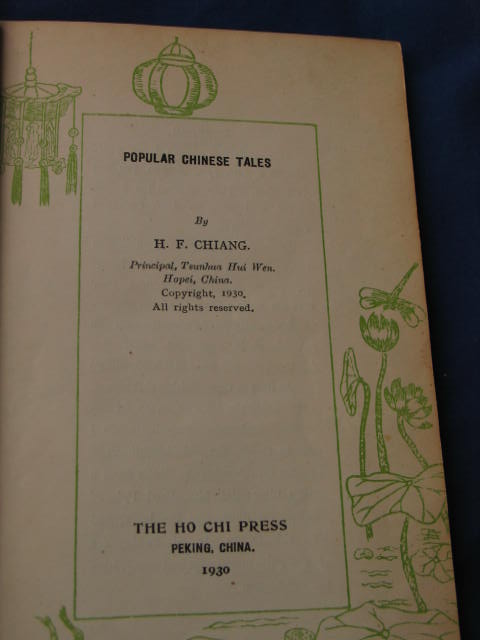 POPULAR CHINESE TALES
By
H. F. CHIANG.
Principal, Tsunhua Hui Wen.
Hopei, China.
Copyright, 1930.
All rights reserved.
THE HO CHI PRESS
PEKING, CHINA.
1930